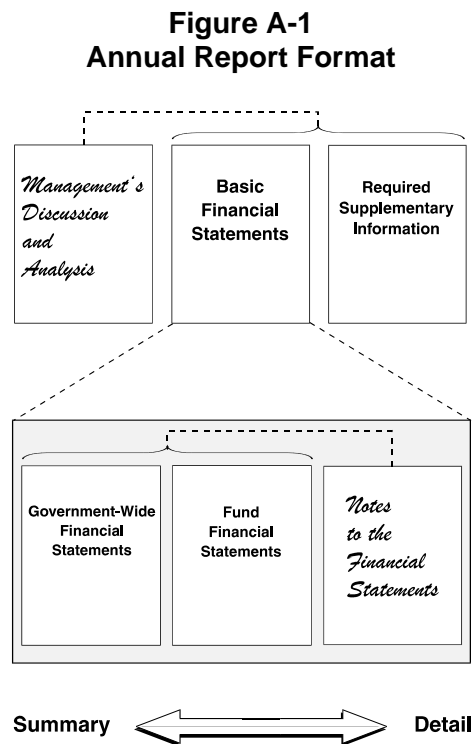 Figure A-1
Annual Report Format
Management's
Discussion
and
Analysis
Basic
Financial
Statements
Required
Supplementary
Information
Government-Wide
Financial
Statements
Fund
Financial
Statements
Notes
to the
Financial
Statements
Summary
Detail